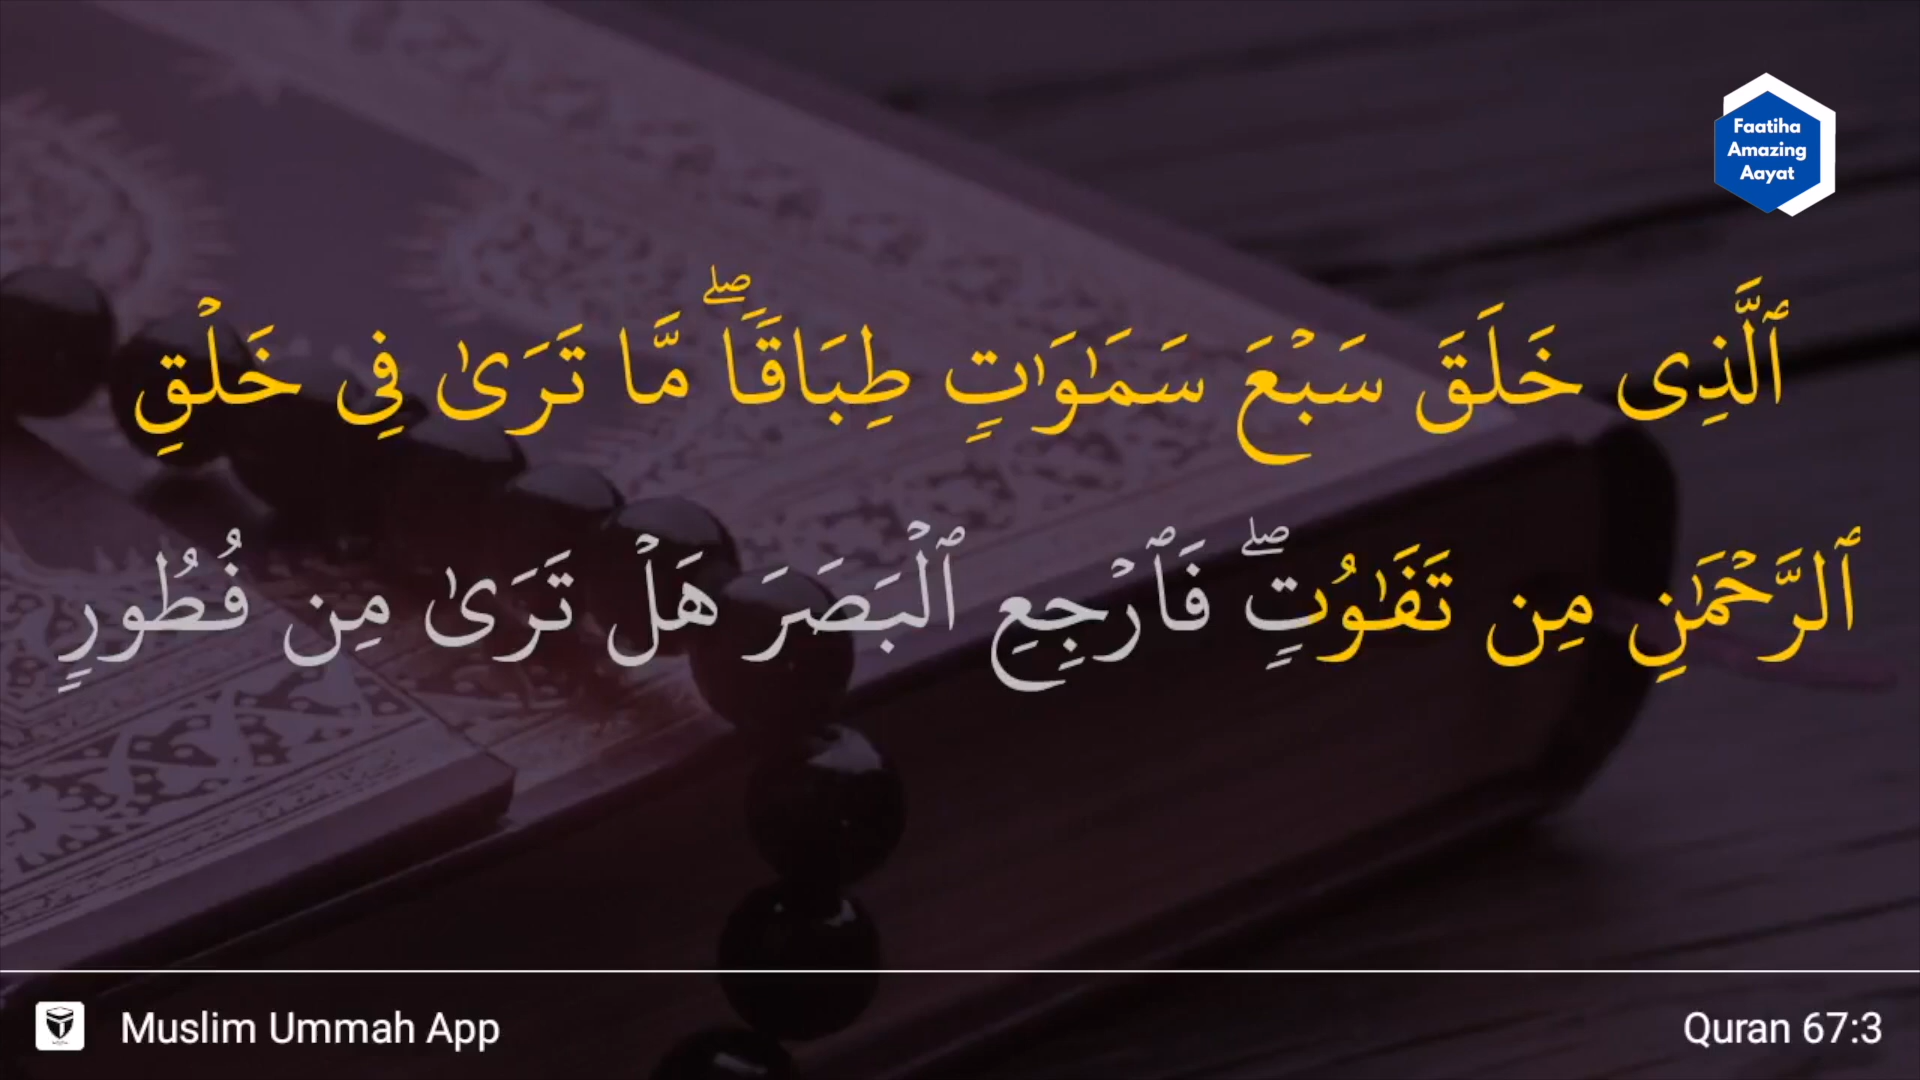 Faatiha
Amazing
Aayat
ٱلَّذِى خَلَقَ سَبْعَ سَمَـٰوَٰتٍ طِبَاقًا ۖ مَّا تَرَىٰ فِى خَلْقِ
ٱلرَّحْمَـٰنِ مِن تَفَـٰوُتٍ ۖ فَٱرْجِعِ ٱلْبَصَرَ هَلْ تَرَىٰ مِن فُطُورٍ
Muslim Ummah App
Quran 67:3